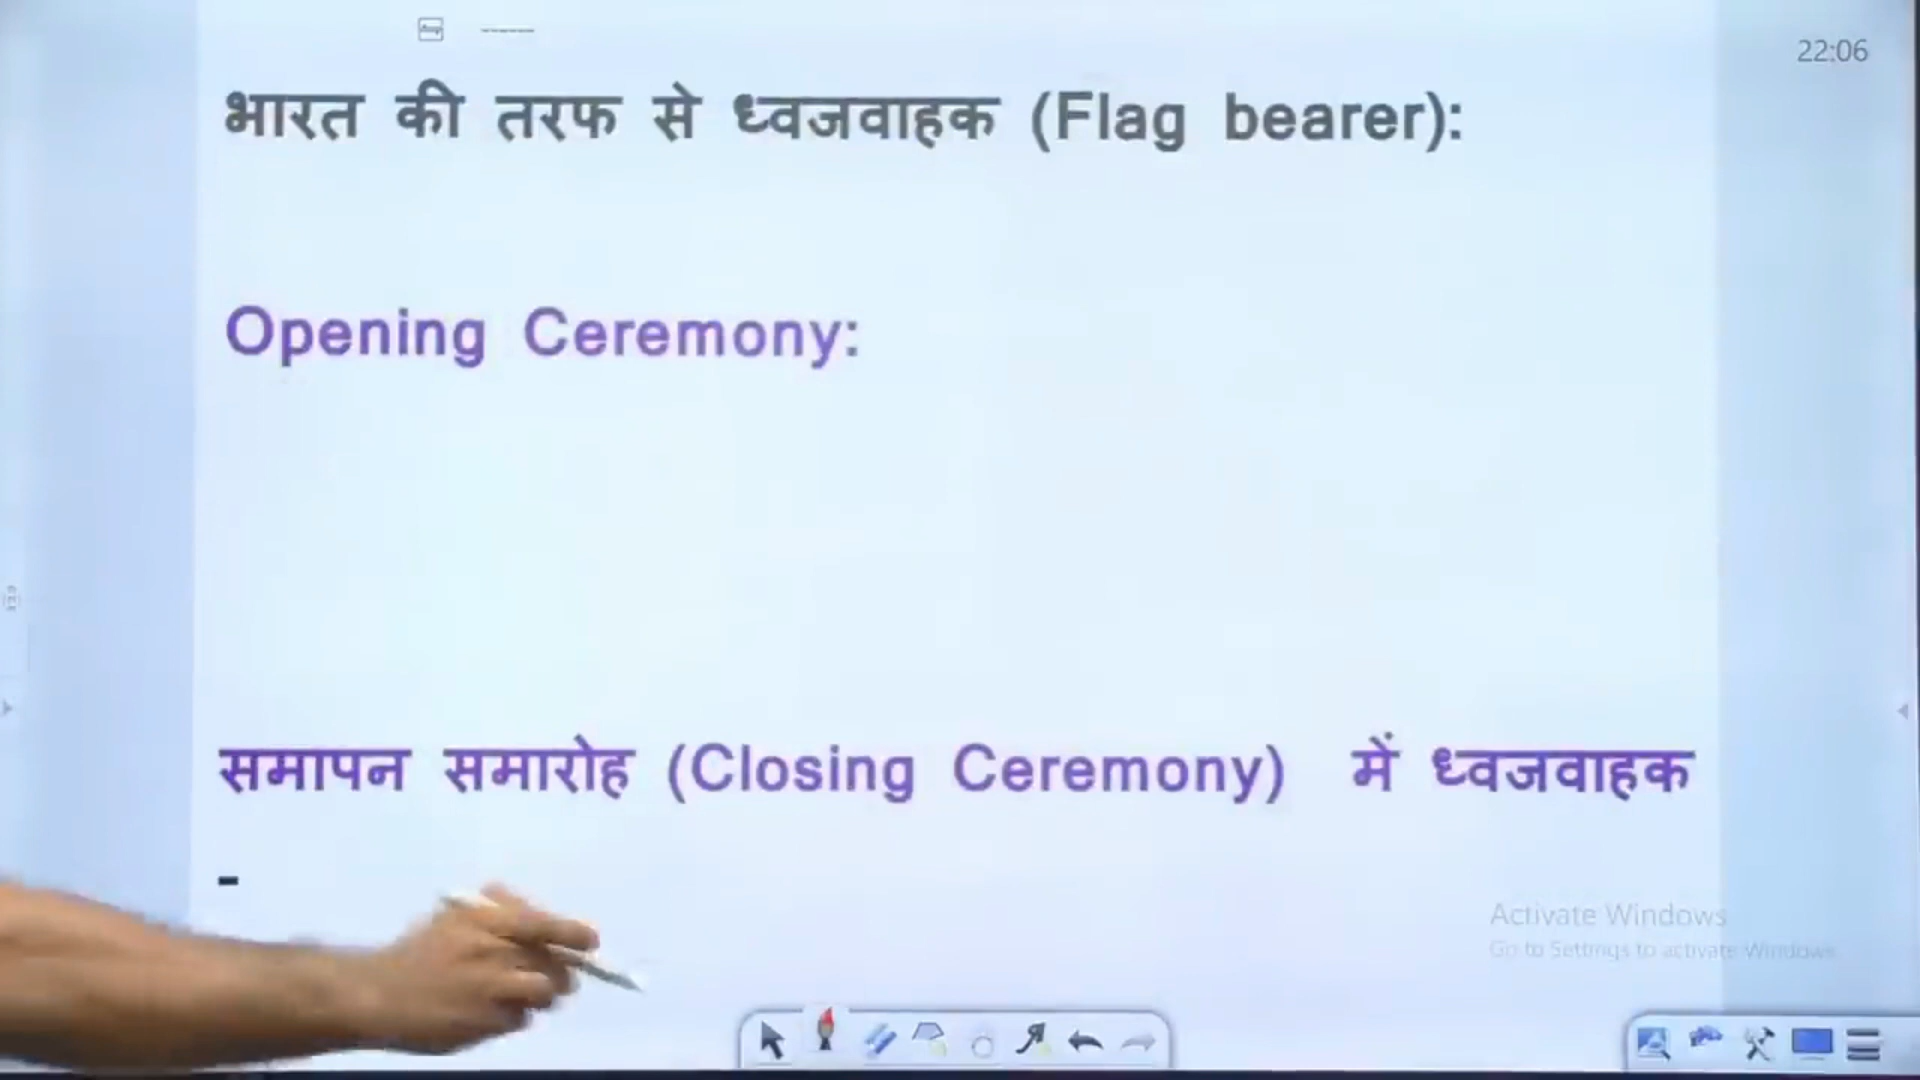 22:06
भारत की तरफ से ध्वजवाहक (Flag bearer):
Opening Ceremony:
समापन समारोह (Closing Ceremony) में ध्वजवाहक
-
Activate Windows
Go to Settings to activate Windows.